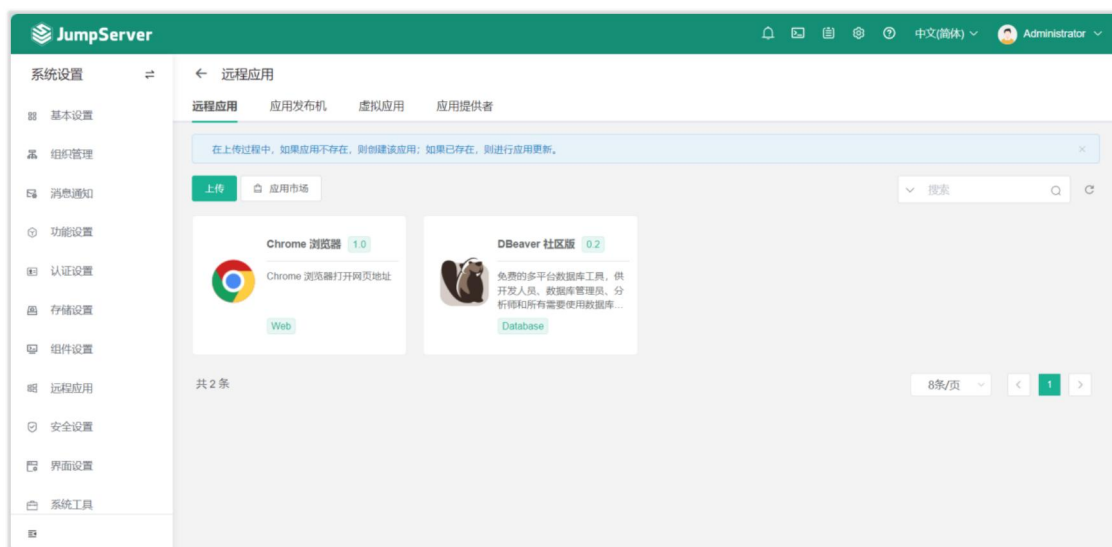 JumpServer
中文(简体)
Administrator
系统设置
远程应用
基本设置
组织管理
消息通知
功能设置
认证设置
存储设置
组件设置
远程应用
安全设置
界面设置
系统工具
远程应用
应用发布机
虚拟应用
应用提供者
在上传过程中，如果应用不存在，则创建该应用；如果已存在，则进行应用更新。
上传
应用市场
搜索
Chrome 浏览器
1.0
Chrome 浏览器打开网页地址
Web
DBeaver 社区版
0.2
免费的多平台数据库工具，供
开发人员、数据库管理员、分
析师和所有需要使用数据库...
Database
共 2 条
8条/页
1